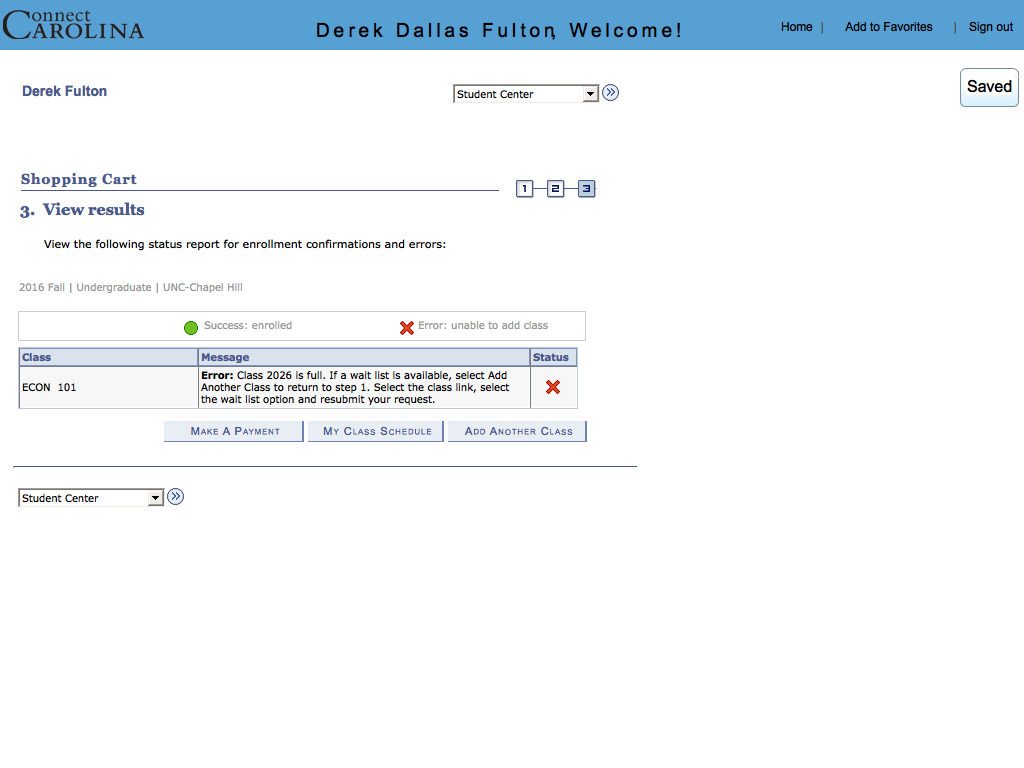 Connect
CAROLINA
Derek Dallas Fulton, Welcome!
Home | Add to Favorites | Sign out
Derek Fulton
Student Center
Saved
Shopping Cart
1 2 3
3. View results
View the following status report for enrollment confirmations and errors:
2016 Fall | Undergraduate | UNC-Chapel Hill
Success: enrolled
Error: unable to add class
Class Message Status
ECON 101
Error: Class 2026 is full. If a wait list is available, select Add
Another Class to return to step 1. Select the class link, select
the wait list option and resubmit your request.
MAKE A PAYMENT
MY CLASS SCHEDULE
ADD ANOTHER CLASS
Student Center